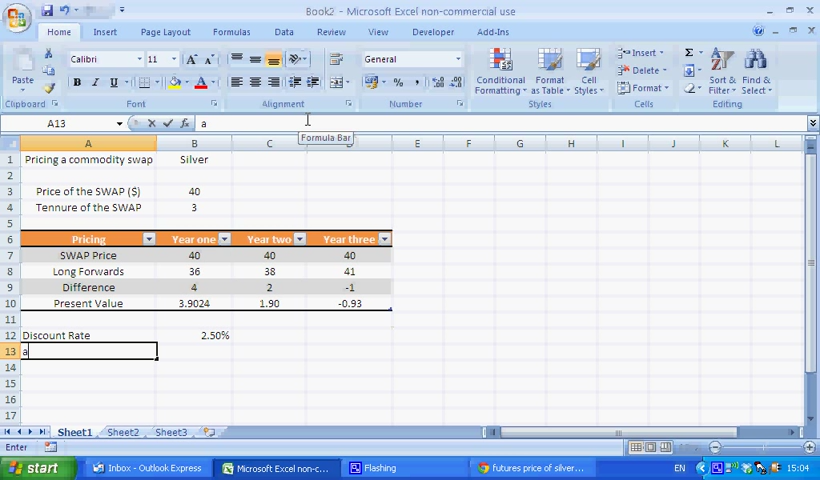 Book2 - Microsoft Excel non-commercial use
Home Insert Page Layout Formulas Data Review View Developer Add-Ins
Paste
Calibri 11
B I U
General
% ,
Conditional Formatting
Format as Table
Cell Styles
Insert
Delete
Format
Sort & Filter
Find & Select
Clipboard Font Alignment Number Styles Cells Editing
A13 fx a
Formula Bar
A B C D E F G H I J K L
1 Pricing a commodity swap Silver
2
3 Price of the SWAP ($) 40
4 Tennure of the SWAP 3
5
6 Pricing Year one Year two Year three
7 SWAP Price 40 40 40
8 Long Forwards 36 38 41
9 Difference 4 2 -1
10 Present Value 3.9024 1.90 -0.93
11
12 Discount Rate 2.50%
13 a
14
15
16
17
Sheet1 Sheet2 Sheet3
Enter
start Inbox - Outlook Express Microsoft Excel non-c... Flashing futures price of silver... EN 15:04